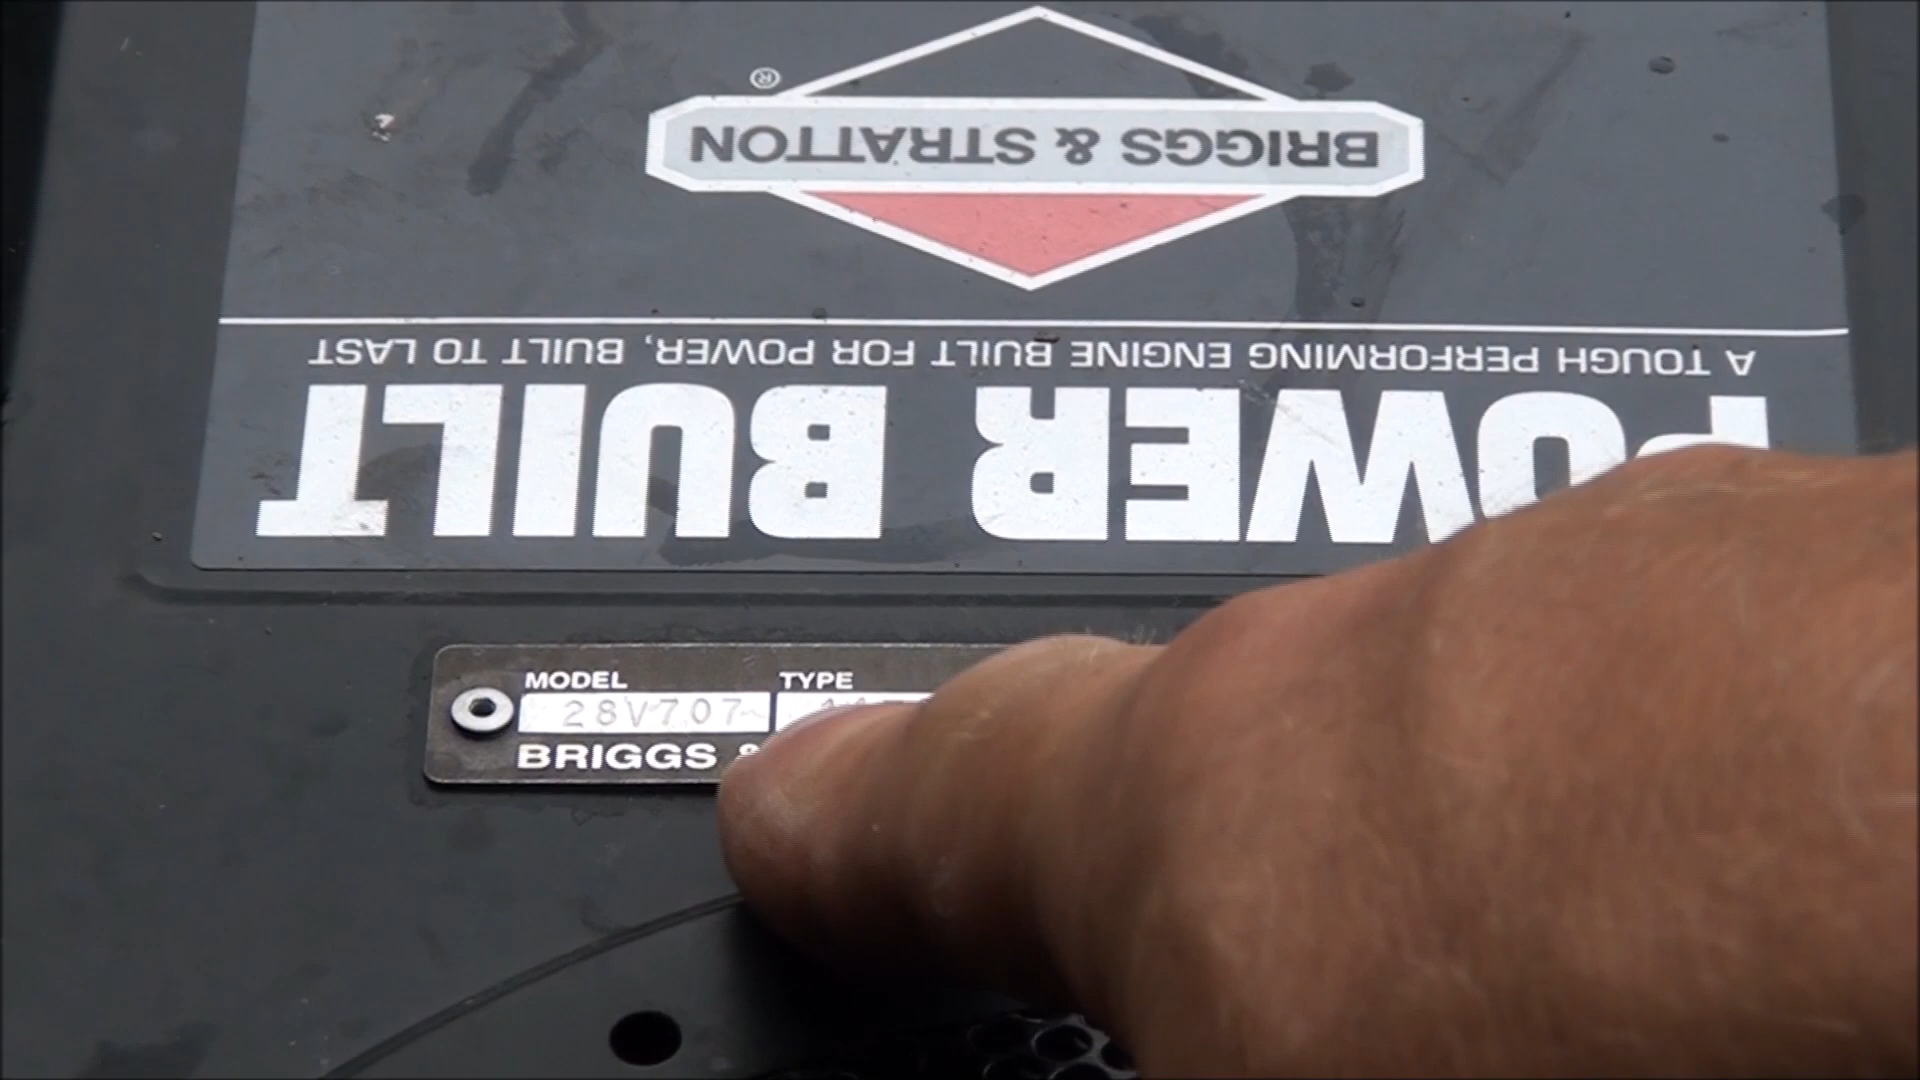 BRIGGS & STRATTON
®
A TOUGH PERFORMING ENGINE BUILT FOR POWER, BUILT TO LAST
POWER BUILT
MODEL TYPE
28V707
BRIGGS &